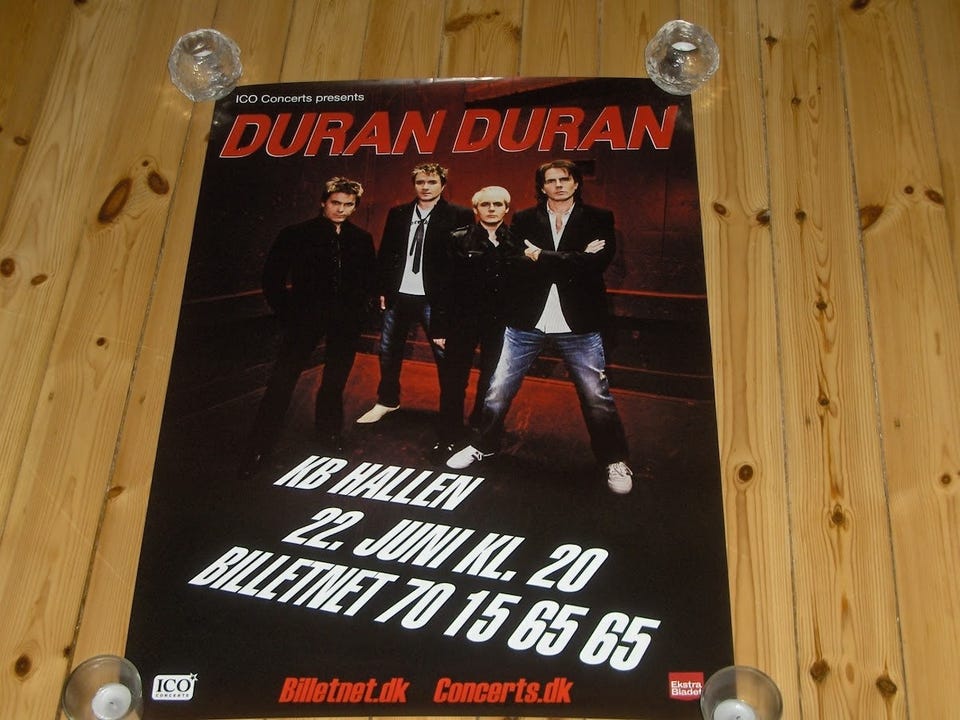 ICO Concerts presents
DURAN DURAN
KB HALLEN
22. JUNI KL. 20
BILLETNET 70 15 65 65
ICO
CONCERTS
Billetnet.dk Concerts.dk
Ekstra
Bladet